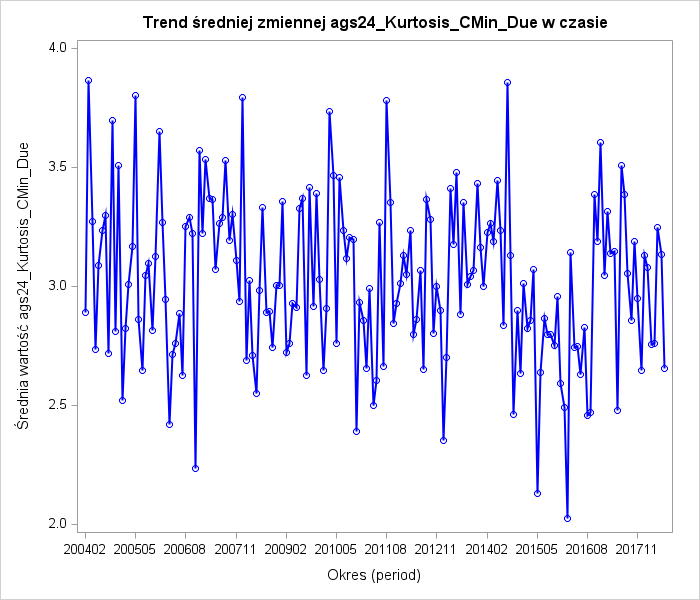 Trend średniej zmiennej ags24_Kurtosis_CMin_Due w czasie
4.0
3.5
3.0
2.5
2.0
Średnia wartość ags24_Kurtosis_CMin_Due
200402 200505 200608 200711 200902 201005 201108 201211 201402 201505 201608 201711
Okres (period)